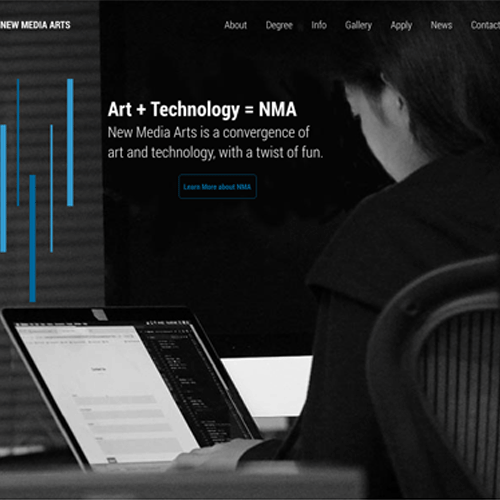 NEW MEDIA ARTS
About Degree Info Gallery Apply News Contact
Art + Technology = NMA
New Media Arts is a convergence of
art and technology, with a twist of fun.
Learn More about NMA